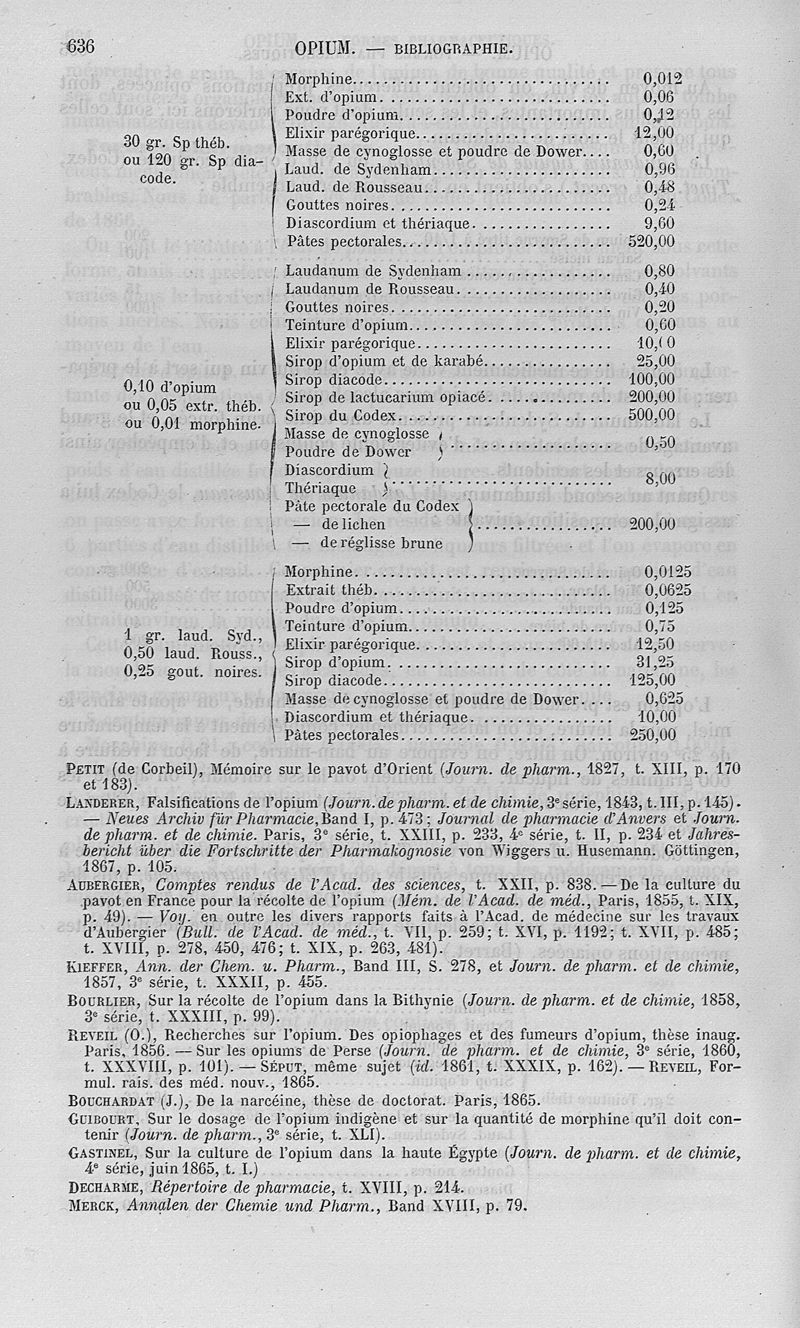 636 OPIUM. — BIBLIOGRAPHIE.
30 gr. Sp théb.
ou 120 gr. Sp dia-
code.
Morphine. 0,012
Ext. d'opium. 0,06
Poudre d'opium. 0,12
Elixir parégorique. 12,00
Masse de cynoglosse et poudre de Dower. 0,60
Laud. de Sydenham. 0,96
Laud. de Rousseau. 0,48
Gouttes noires. 0,24
Diascordium et thériaque. 9,60
Pâtes pectorales. 520,00
0,10 d'opium
ou 0,05 extr. théb.
ou 0,01 morphine.
Laudanum de Sydenham 0,80
Laudanum de Rousseau. 0,40
Gouttes noires. 0,20
Teinture d'opium. 0,60
Elixir parégorique. 10,00
Sirop d'opium et de karabé. 25,00
Sirop diacode. 100,00
Sirop de lactucarium opiacé. 200,00
Sirop du Codex. 500,00
Masse de cynoglosse
Poudre de Dower 0,50
Diascordium
Thériaque 8,00
Pâte pectorale du Codex
— de lichen 200,00
— de réglisse brune
1 gr. laud. Syd.,
0,50 laud. Rouss.,
0,25 gout. noires.
Morphine. 0,0125
Extrait théb. 0,0625
Poudre d'opium. 0,125
Teinture d'opium. 0,75
Elixir parégorique. 12,50
Sirop d'opium. 31,25
Sirop diacode. 125,00
Masse de cynoglosse et poudre de Dower. 0,625
Diascordium et thériaque. 10,00
Pâtes pectorales. 250,00
PETIT (de Corbeil), Mémoire sur le pavot d'Orient (Journ. de pharm., 1827, t. XIII, p. 170
et 183).
LANDERER, Falsifications de l'opium (Journ. de pharm. et de chimie, 3e série, 1843, t. III, p. 145).
— Neues Archiv für Pharmacie, Band I, p. 473; Journal de pharmacie d'Anvers et Journ.
de pharm. et de chimie. Paris, 3e série, t. XXIII, p. 233, 4e série, t. II, p. 234 et Jahres-
bericht über die Fortschritte der Pharmakognosie von Wiggers u. Husemann. Göttingen,
1867, p. 105.
AUBERGIER, Comptes rendus de l'Acad. des sciences, t. XXII, p. 838. — De la culture du
pavot en France pour la récolte de l'opium (Mém. de l'Acad. de méd., Paris, 1855, t. XIX,
p. 49). — Voy. en outre les divers rapports faits à l'Acad. de médecine sur les travaux
d'Aubergier (Bull. de l'Acad. de méd., t. VII, p. 259; t. XVI, p. 1192; t. XVII, p. 485;
t. XVIII, p. 278, 450, 476; t. XIX, p. 263, 481).
KIEFFER, Ann. der Chem. u. Pharm., Band III, S. 278, et Journ. de pharm. et de chimie,
1857, 3e série, t. XXXII, p. 455.
BOURLIER, Sur la récolte de l'opium dans la Bithynie (Journ. de pharm. et de chimie, 1858,
3e série, t. XXXIII, p. 99).
REVEIL (O.), Recherches sur l'opium. Des opiophages et des fumeurs d'opium, thèse inaug.
Paris, 1856. — Sur les opiums de Perse (Journ. de pharm. et de chimie, 3e série, 1860,
t. XXXVIII, p. 101). — SÉPUT, même sujet (id. 1861, t. XXXIX, p. 162). — REVEIL, For-
mul. rais. des méd. nouv., 1865.
BOUCHARDAT (J.), De la narcéine, thèse de doctorat. Paris, 1865.
GUIBOURT, Sur le dosage de l'opium indigène et sur la quantité de morphine qu'il doit con-
tenir (Journ. de pharm., 3e série, t. XLI).
GASTINEL, Sur la culture de l'opium dans la haute Égypte (Journ. de pharm. et de chimie,
4e série, juin 1865, t. I.)
DECHARME, Répertoire de pharmacie, t. XVIII, p. 214.
MERCK, Annalen der Chemie und Pharm., Band XVIII, p. 79.